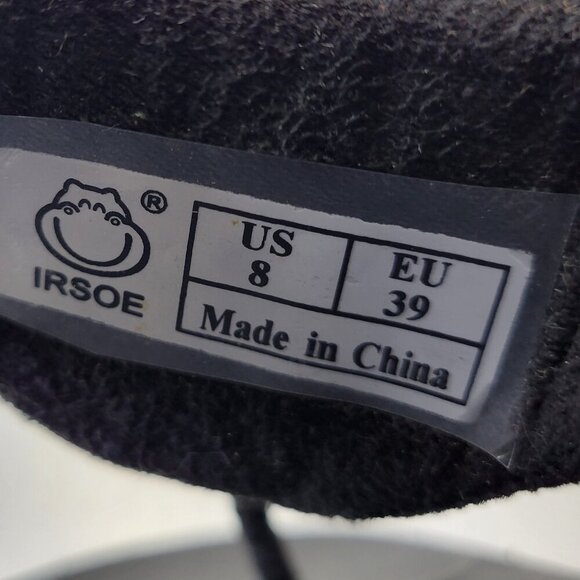 ®
IRSOE
US EU
8 39
Made in China